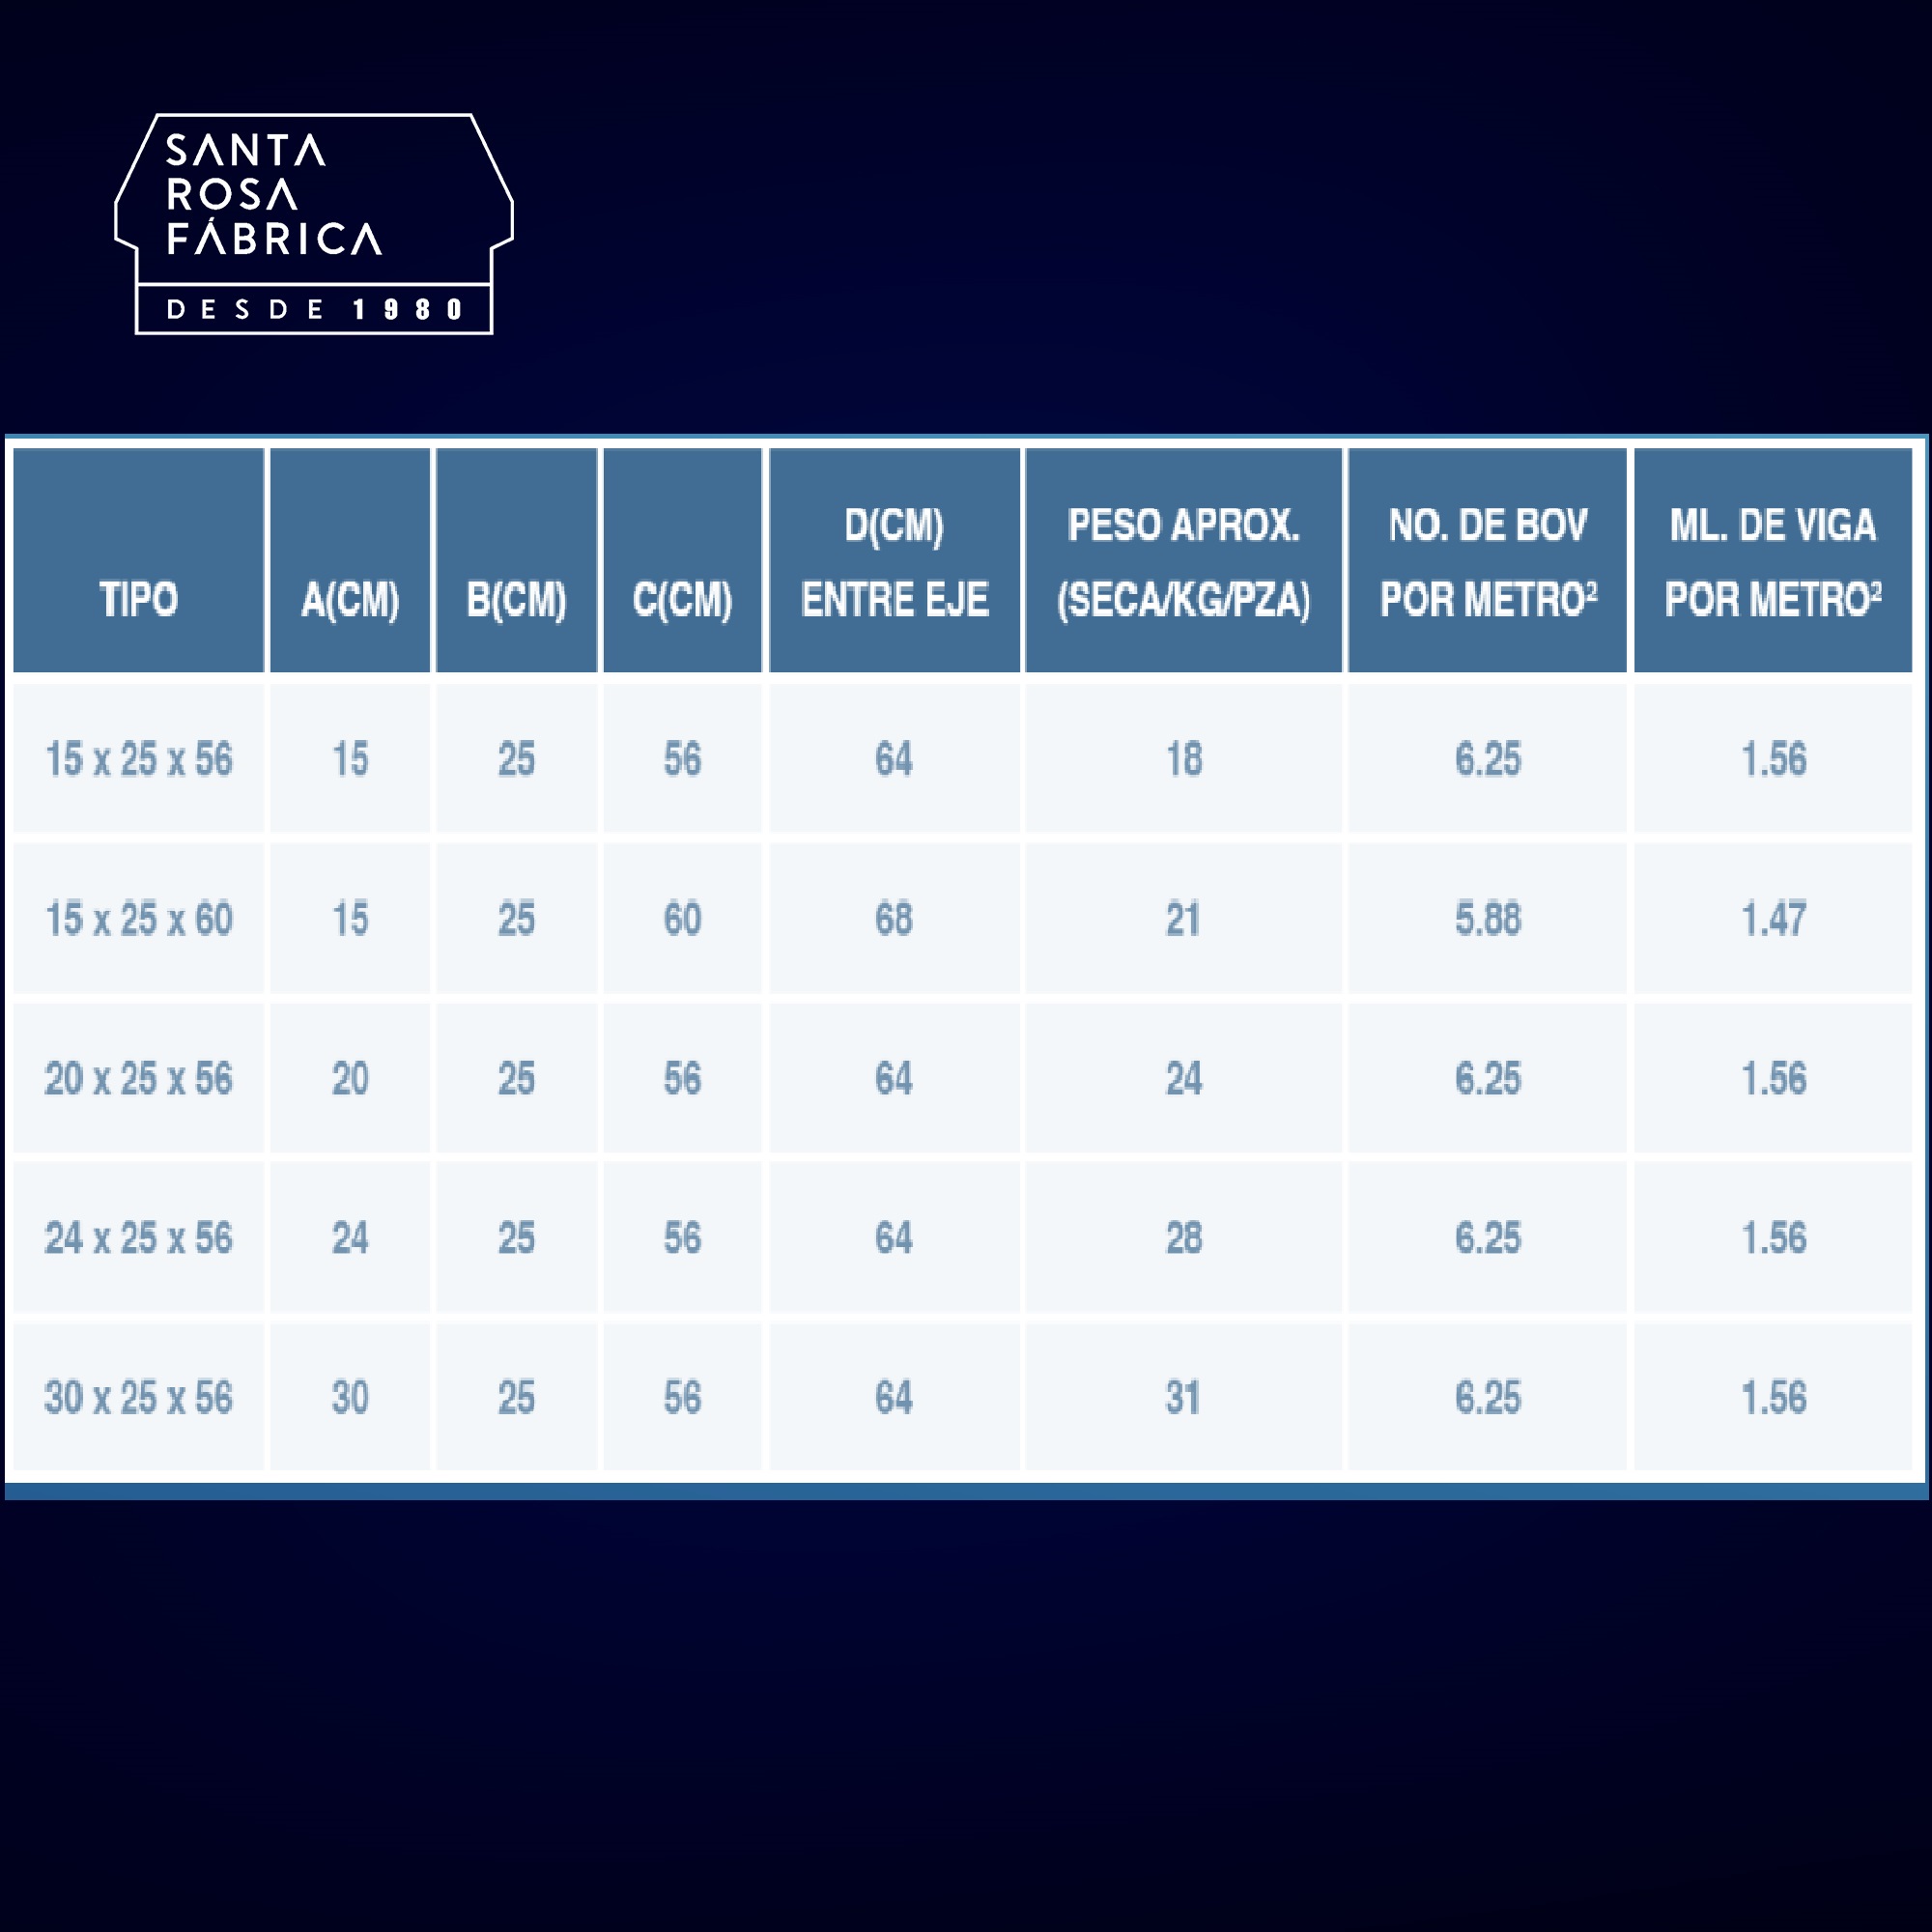 SANTA
ROSA
FÁBRICA
DESDE 1980
TIPO A(CM) B(CM) C(CM) D(CM) ENTRE EJE PESO APROX. (SECA/KG/PZA) NO. DE BOV POR METRO² ML. DE VIGA POR METRO²
15 x 25 x 56 15 25 56 64 18 6.25 1.56
15 x 25 x 60 15 25 60 68 21 5.88 1.47
20 x 25 x 56 20 25 56 64 24 6.25 1.56
24 x 25 x 56 24 25 56 64 28 6.25 1.56
30 x 25 x 56 30 25 56 64 31 6.25 1.56